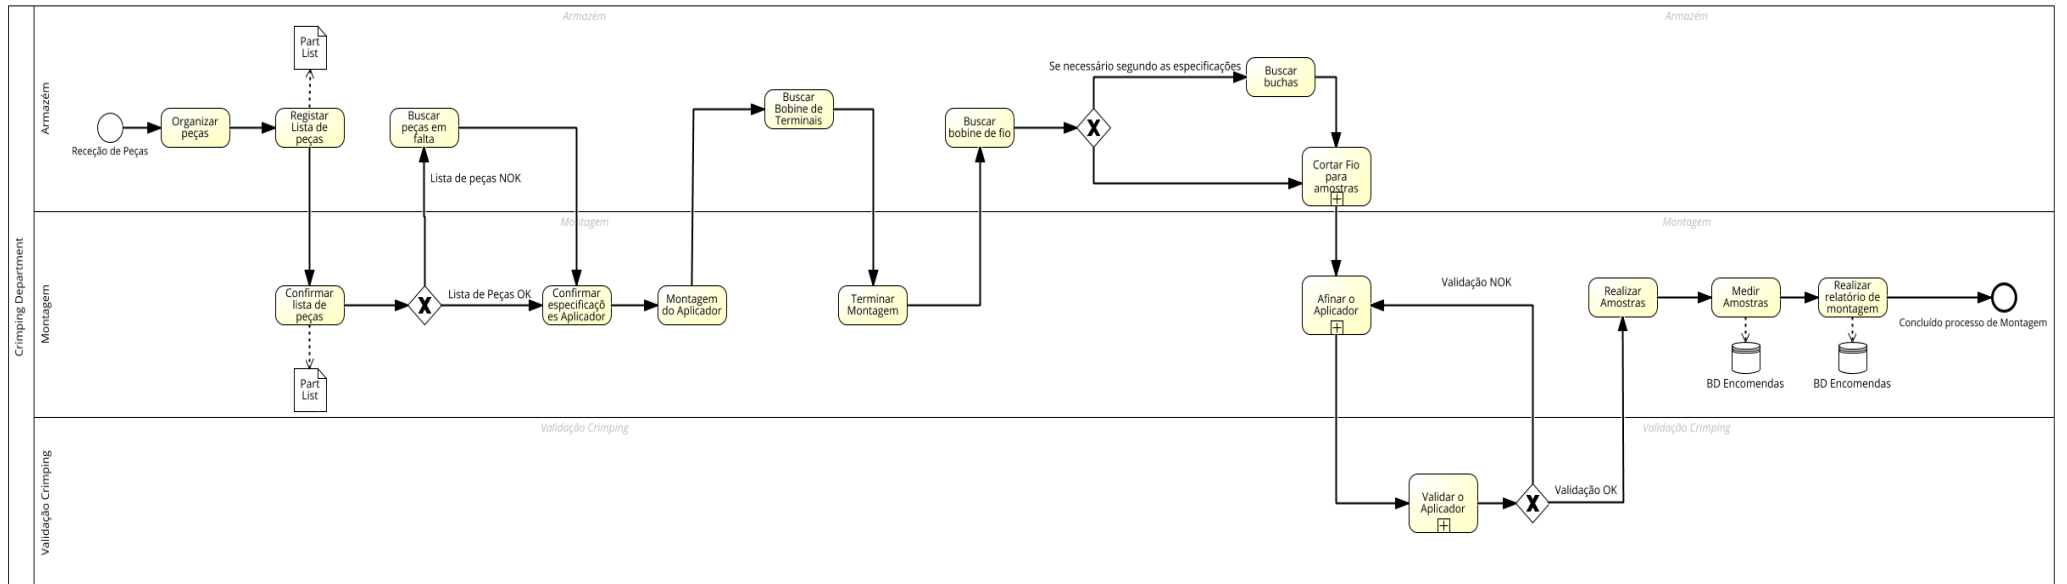 Crimping Department
Armazém
Armazém
Armazém
Receção de Peças
Organizar
peças
Part
List
Registar
Lista de
peças
Buscar
peças em
falta
Lista de peças NOK
Buscar
Bobine de
Terminais
Buscar
bobine de fio
Se necessário segundo as especificações
Buscar
buchas
Cortar Fio
para
amostras
Montagem
Montagem
Montagem
Confirmar
lista de
peças
Part
List
Lista de Peças OK
Confirmar
especificaçõ
es Aplicador
Montagem
do Aplicador
Terminar
Montagem
Afinar o
Aplicador
Validação NOK
Realizar
Amostras
Medir
Amostras
BD Encomendas
Realizar
relatório de
montagem
BD Encomendas
Concluído processo de Montagem
Validação Crimping
Validação Crimping
Validação Crimping
Validar o
Aplicador
Validação OK